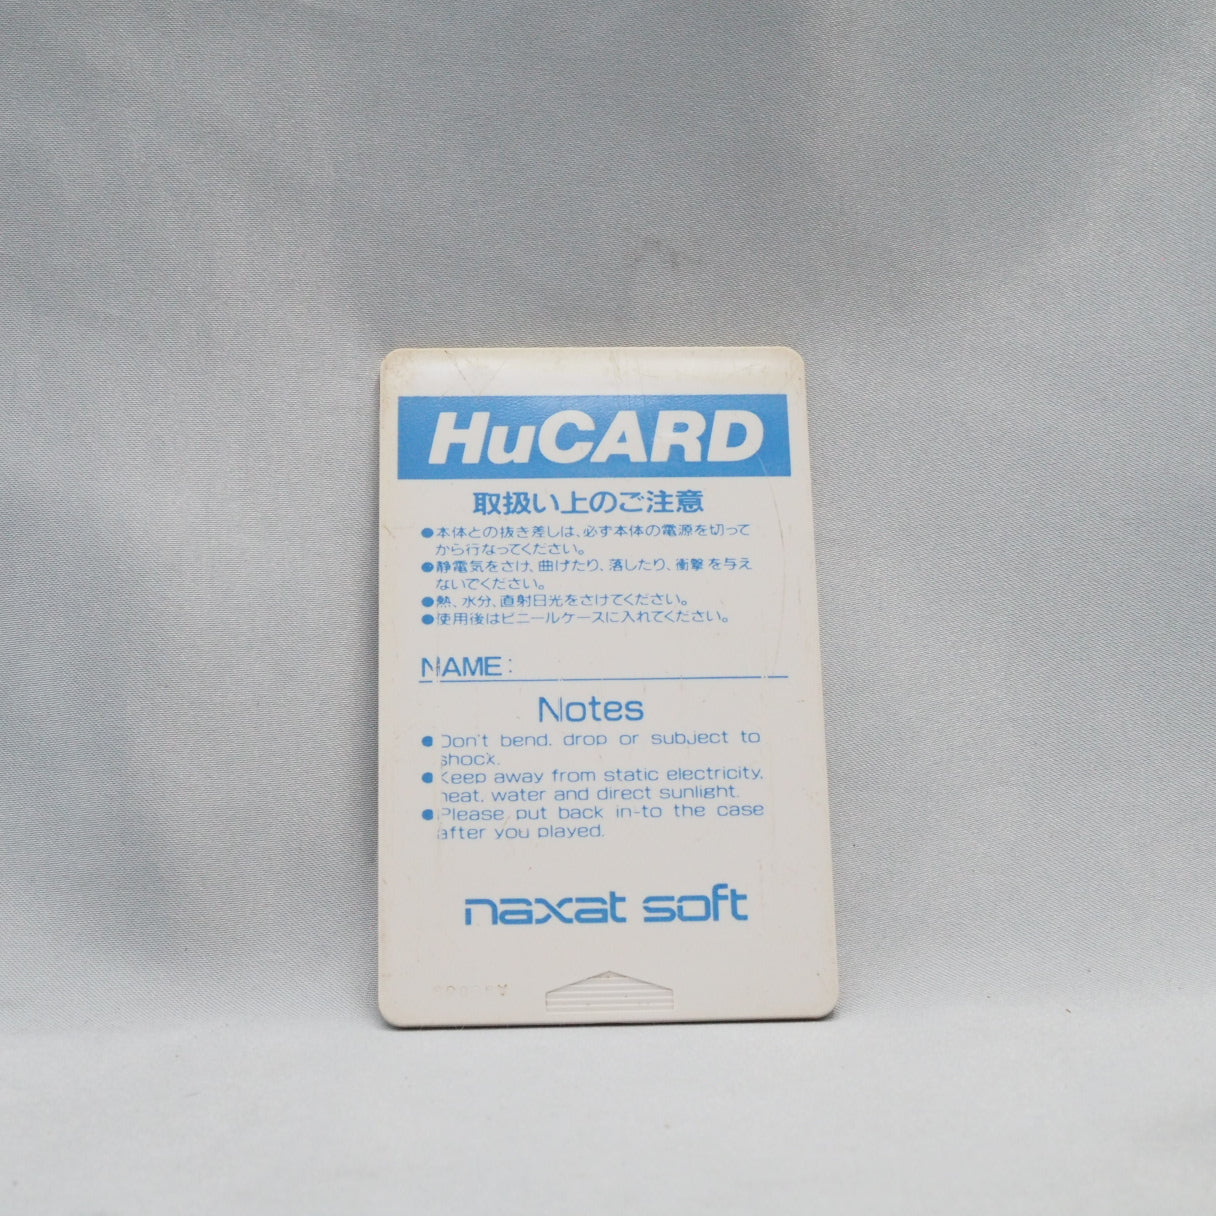 HuCARD
取扱い上のご注意
●本体との抜き差しは、必ず本体の電源を切って
から行なってください。
●静電気をさけ、曲げたり、落したり、衝撃を与え
ないでください。
●熱、水分、直射日光をさけてください。
●使用後はビニールケースに入れてください。
NAME:
Notes
● Don't bend, drop or subject to
shock.
● Keep away from static electricity,
heat, water and direct sunlight.
● Please put back in-to the case
after you played.
naxat soft